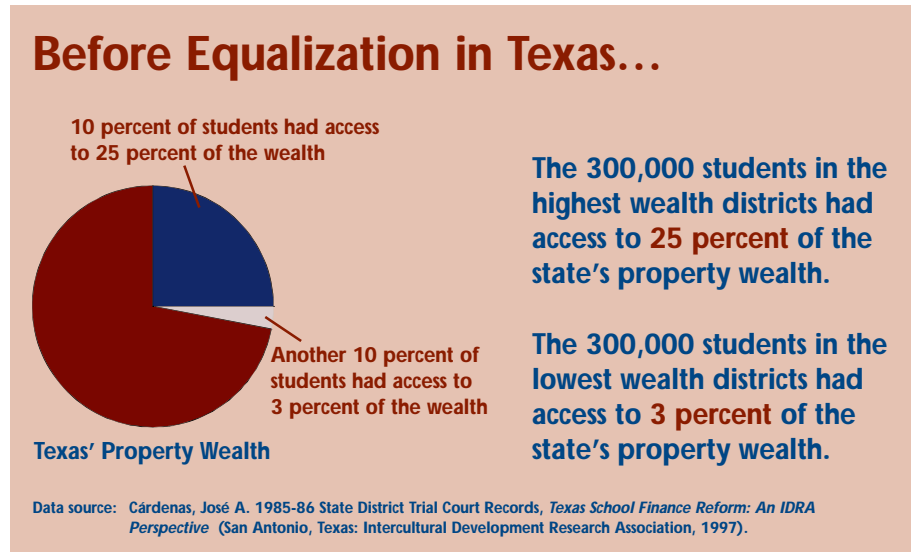 Before Equalization in Texas...
10 percent of students had access
to 25 percent of the wealth
Another 10 percent of
students had access to
3 percent of the wealth
Texas’ Property Wealth
The 300,000 students in the
highest wealth districts had
access to 25 percent of the
state’s property wealth.
The 300,000 students in the
lowest wealth districts had
access to 3 percent of the
state’s property wealth.
Data source: Cárdenas, José A. 1985-86 State District Trial Court Records, Texas School Finance Reform: An IDRA
Perspective (San Antonio, Texas: Intercultural Development Research Association, 1997).